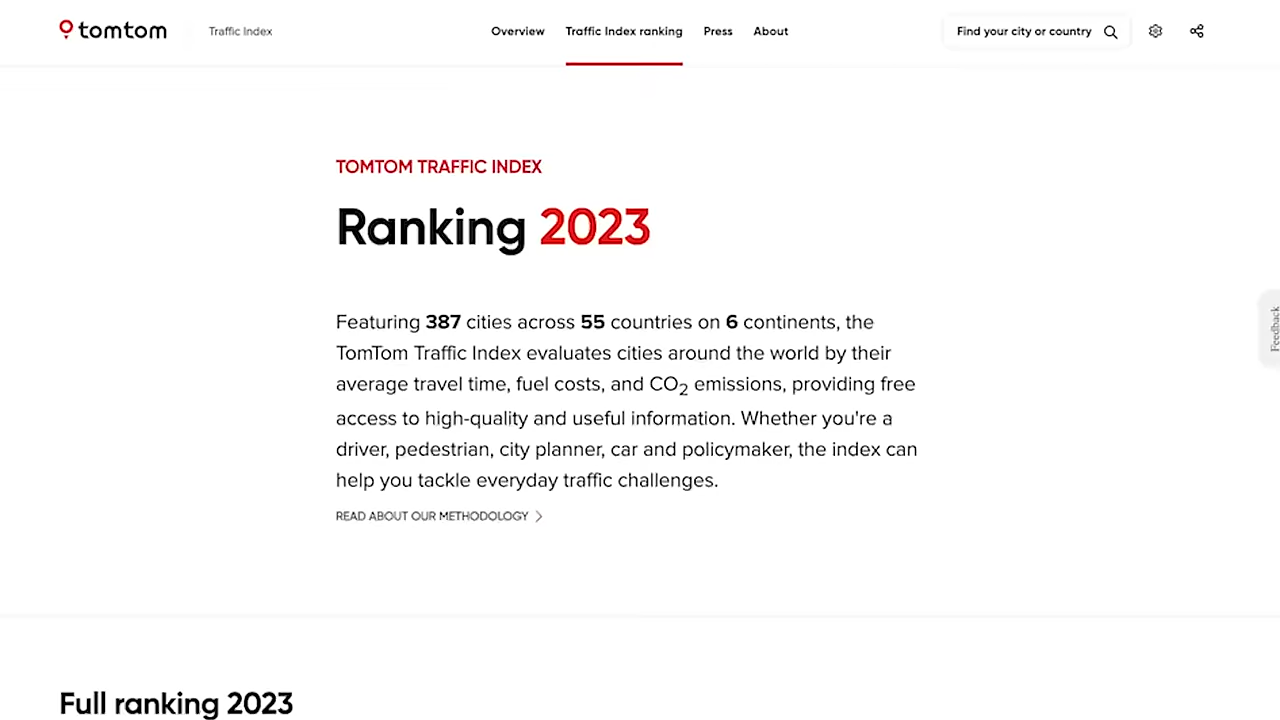 tomtom
Traffic Index
Overview
Traffic Index ranking
Press
About
Find your city or country
TOMTOM TRAFFIC INDEX
Ranking 2023
Featuring 387 cities across 55 countries on 6 continents, the
TomTom Traffic Index evaluates cities around the world by their
average travel time, fuel costs, and CO2 emissions, providing free
access to high-quality and useful information. Whether you're a
driver, pedestrian, city planner, car and policymaker, the index can
help you tackle everyday traffic challenges.
READ ABOUT OUR METHODOLOGY
Feedback
Full ranking 2023